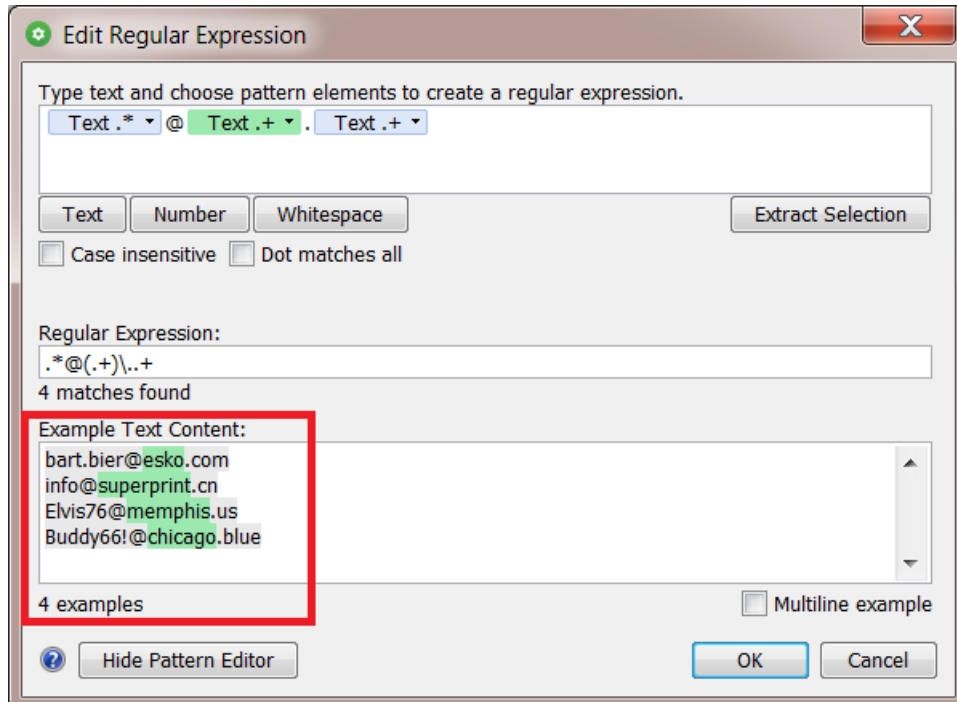 Edit Regular Expression
Type text and choose pattern elements to create a regular expression.
Text .* @ Text .+ . Text .+
Text Number Whitespace Extract Selection
Case insensitive Dot matches all
Regular Expression:
.*@(.+)\..+
4 matches found
Example Text Content:
bart.bier@esko.com
info@superprint.cn
Elvis76@memphis.us
Buddy66!@chicago.blue
4 examples Multiline example
? Hide Pattern Editor OK Cancel